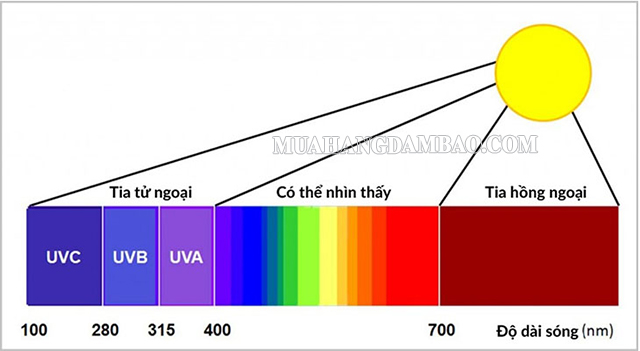 MUAHANGDAMBAO.COM
Tia tử ngoại Có thể nhìn thấy Tia hồng ngoại
UVC UVB UVA
100 280 315 400 700 Độ dài sóng (nm)